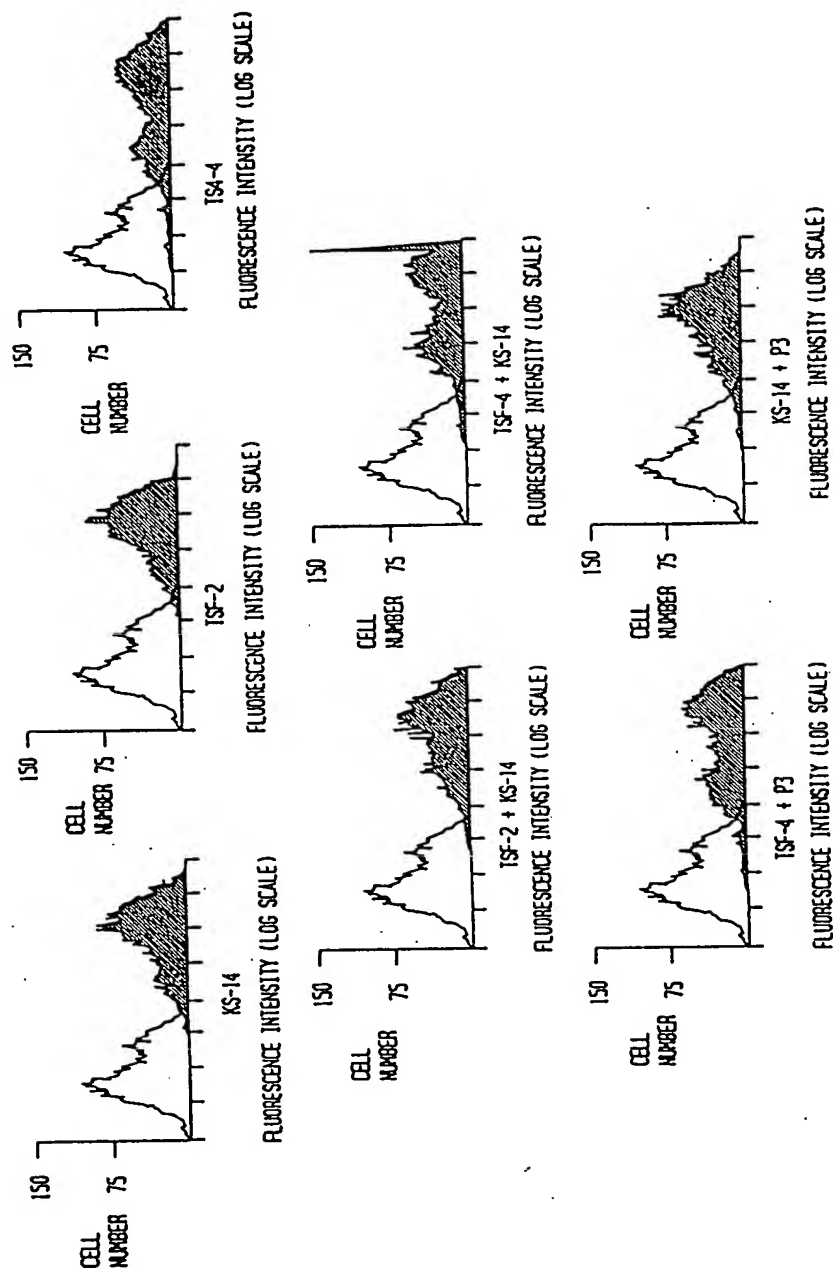 150
75
CELL
NUMBER
KS-14
FLUORESCENCE INTENSITY (LOG SCALE)
150
75
CELL
NUMBER
TSF-2
FLUORESCENCE INTENSITY (LOG SCALE)
150
75
CELL
NUMBER
TS4-4
FLUORESCENCE INTENSITY (LOG SCALE)
150
75
CELL
NUMBER
TSF-2 + KS-14
FLUORESCENCE INTENSITY (LOG SCALE)
150
75
CELL
NUMBER
TSF-4 + KS-14
FLUORESCENCE INTENSITY (LOG SCALE)
150
75
CELL
NUMBER
TSF-4 + P3
FLUORESCENCE INTENSITY (LOG SCALE)
150
75
CELL
NUMBER
KS-14 + P3
FLUORESCENCE INTENSITY (LOG SCALE)